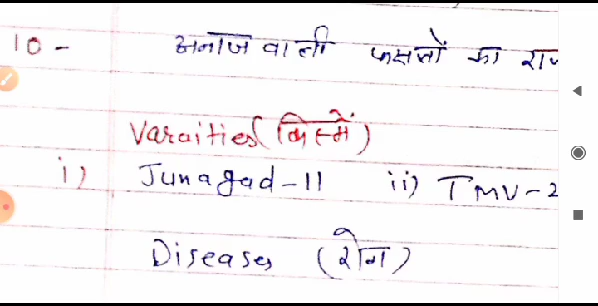 10 - अनाज वाली फसलों का राज
Varaities (किस्में)
i) Junagad-11 ii) TMV-2
Diseases (रोग)